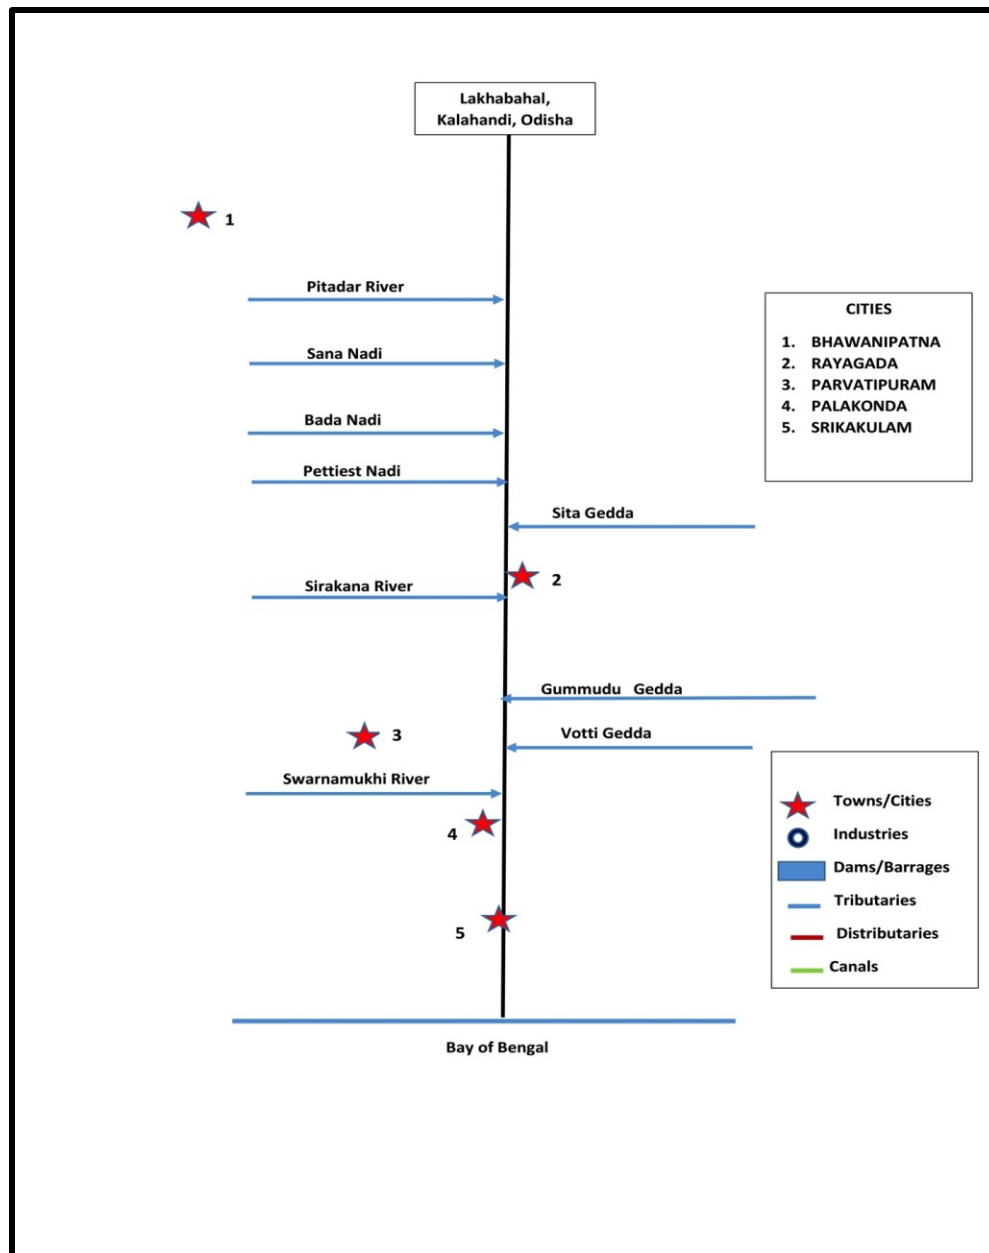 Lakhabahal,
Kalahandi, Odisha
1
Pitadar River
Sana Nadi
Bada Nadi
Pettiest Nadi
Sita Gedda
2
Sirakana River
Gummudu Gedda
3
Votti Gedda
Swarnamukhi River
4
5
Bay of Bengal
CITIES
1. BHAWANIPATNA
2. RAYAGADA
3. PARVATIPURAM
4. PALAKONDA
5. SRIKAKULAM
Towns/Cities
Industries
Dams/Barrages
Tributaries
Distributaries
Canals